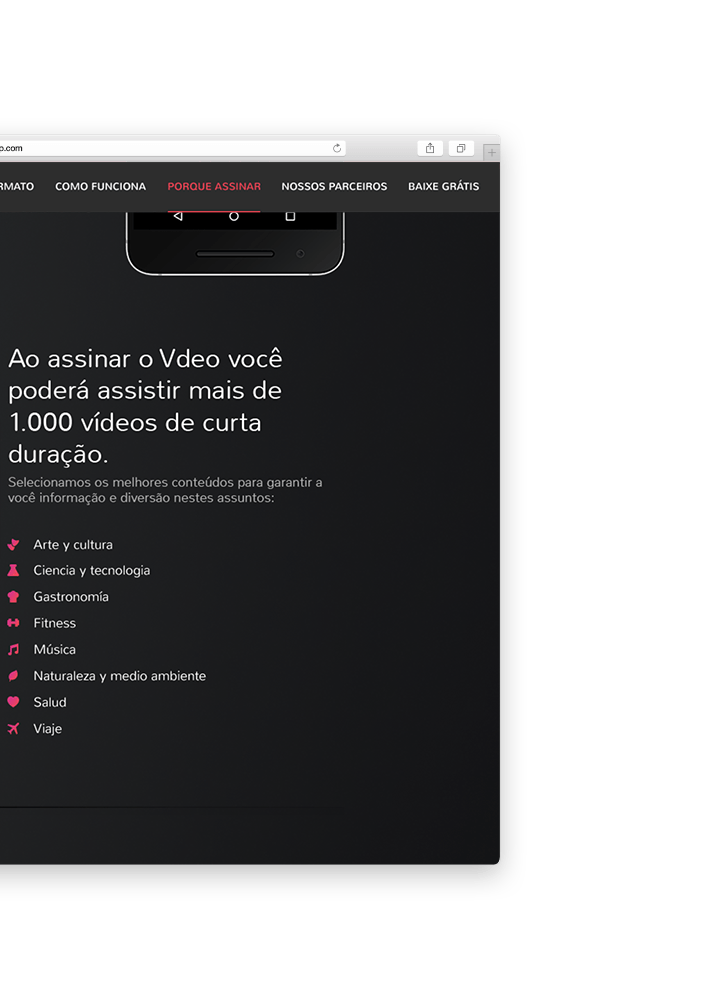 o.com
RMATO COMO FUNCIONA PORQUE ASSINAR NOSSOS PARCEIROS BAIXE GRÁTIS
Ao assinar o Vdeo você
poderá assistir mais de
1.000 vídeos de curta
duração.
Selecionamos os melhores conteúdos para garantir a
você informação e diversão nestes assuntos:
Arte y cultura
Ciencia y tecnologia
Gastronomía
Fitness
Música
Naturaleza y medio ambiente
Salud
Viaje